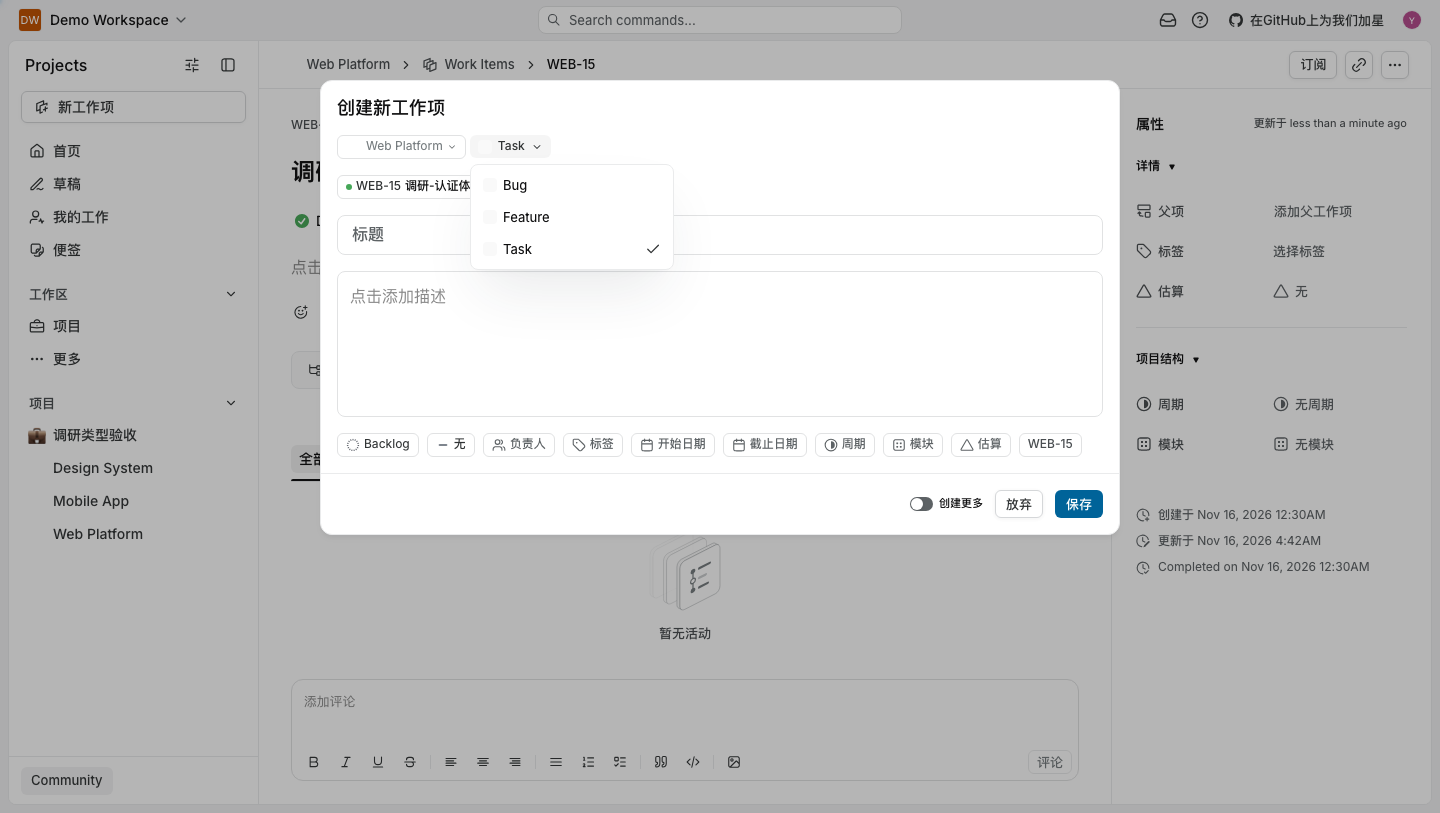 DW Demo Workspace
Search commands...
在GitHub上为我们加星
Y
Projects
新工作项
首页
草稿
我的工作
便签
工作区
项目
更多
项目
调研类型验收
Design System
Mobile App
Web Platform
Community
Web Platform
Work Items
WEB-15
订阅
创建新工作项
Web Platform
Task
WEB-15 调研-认证体
Bug
Feature
Task
标题
点击添加描述
Backlog
无
负责人
标签
开始日期
截止日期
周期
模块
估算
WEB-15
创建更多
放弃
保存
WEB-
调研
点击
全部
暂无活动
添加评论
评论
属性
更新于 less than a minute ago
详情
父项
添加父工作项
标签
选择标签
估算
无
项目结构
周期
无周期
模块
无模块
创建于 Nov 16, 2026 12:30AM
更新于 Nov 16, 2026 4:42AM
Completed on Nov 16, 2026 12:30AM